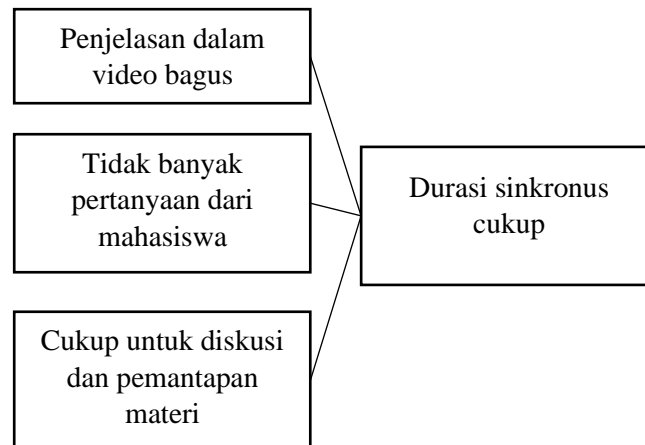 Penjelasan dalam
video bagus
Tidak banyak
pertanyaan dari
mahasiswa
Cukup untuk diskusi
dan pemantapan
materi
Durasi sinkronus
cukup